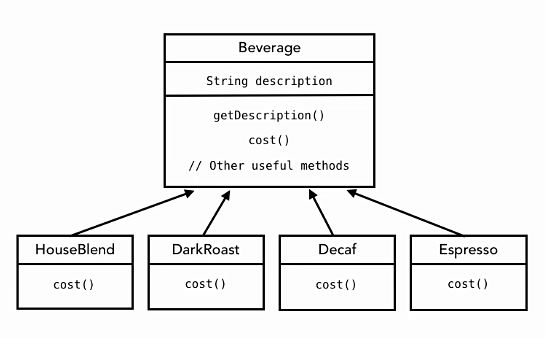 Beverage
String description
getDescription()
cost()
// Other useful methods
HouseBlend
cost()
DarkRoast
cost()
Decaf
cost()
Espresso
cost()